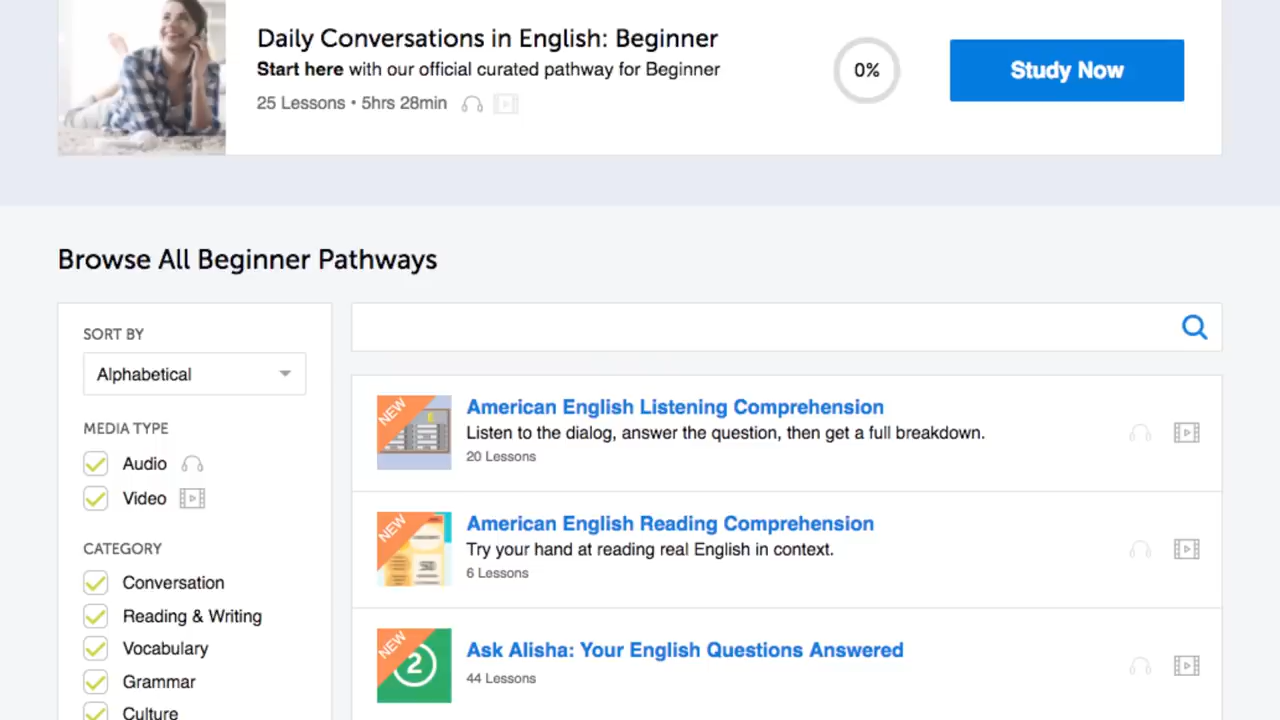 Daily Conversations in English: Beginner
Start here with our official curated pathway for Beginner
25 Lessons • 5hrs 28min
0%
Study Now
Browse All Beginner Pathways
SORT BY
Alphabetical
MEDIA TYPE
Audio
Video
CATEGORY
Conversation
Reading & Writing
Vocabulary
Grammar
Culture
NEW
American English Listening Comprehension
Listen to the dialog, answer the question, then get a full breakdown.
20 Lessons
NEW
American English Reading Comprehension
Try your hand at reading real English in context.
6 Lessons
NEW
2
Ask Alisha: Your English Questions Answered
44 Lessons